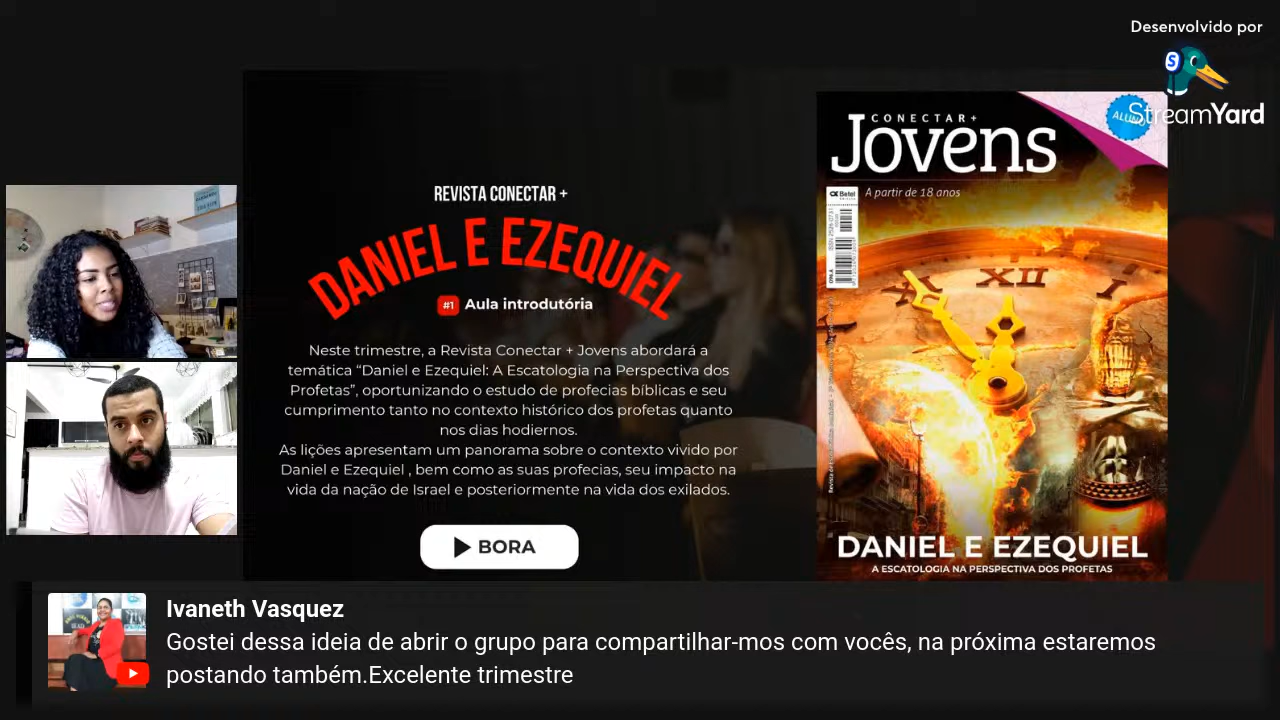 Desenvolvido por
StreamYard
REVISTA CONECTAR +
DANIEL E EZEQUIEL
#1 Aula introdutória
Neste trimestre, a Revista Conectar + Jovens abordará a
temática “Daniel e Ezequiel: A Escatologia na Perspectiva dos
Profetas”, oportunizando o estudo de profecias bíblicas e seu
cumprimento tanto no contexto histórico dos profetas quanto
nos dias hodiernos.
As lições apresentam um panorama sobre o contexto vivido por
Daniel e Ezequiel , bem como as suas profecias, seu impacto na
vida da nação de Israel e posteriormente na vida dos exilados.
BORA
CONECTAR+
Jovens
ALUNO
A partir de 18 anos
Betel
XII
I
DANIEL E EZEQUIEL
A ESCATOLOGIA NA PERSPECTIVA DOS PROFETAS
Ivaneth Vasquez
Gostei dessa ideia de abrir o grupo para compartilhar-mos com vocês, na próxima estaremos
postando também.Excelente trimestre